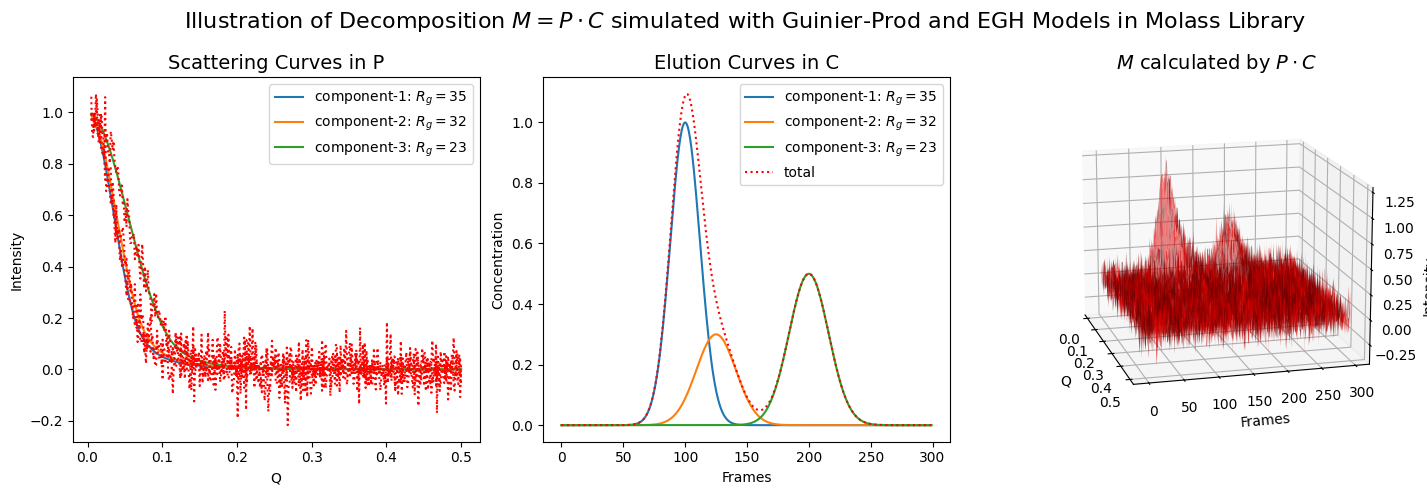 Illustration of Decomposition M = P · C simulated with Guinier-Prod and EGH Models in Molass Library
Scattering Curves in P
component-1: R_g = 35
component-2: R_g = 32
component-3: R_g = 23
Intensity
1.0
0.8
0.6
0.4
0.2
0.0
−0.2
0.0 0.1 0.2 0.3 0.4 0.5
Q
Elution Curves in C
component-1: R_g = 35
component-2: R_g = 32
component-3: R_g = 23
total
Concentration
1.0
0.8
0.6
0.4
0.2
0.0
0 50 100 150 200 250 300
Frames
M calculated by P · C
1.25
1.00
0.75
0.50
0.25
0.00
−0.25
0.0
0.1
0.2
0.3
0.4
0.5
Q
0 50 100 150 200 250 300
Frames